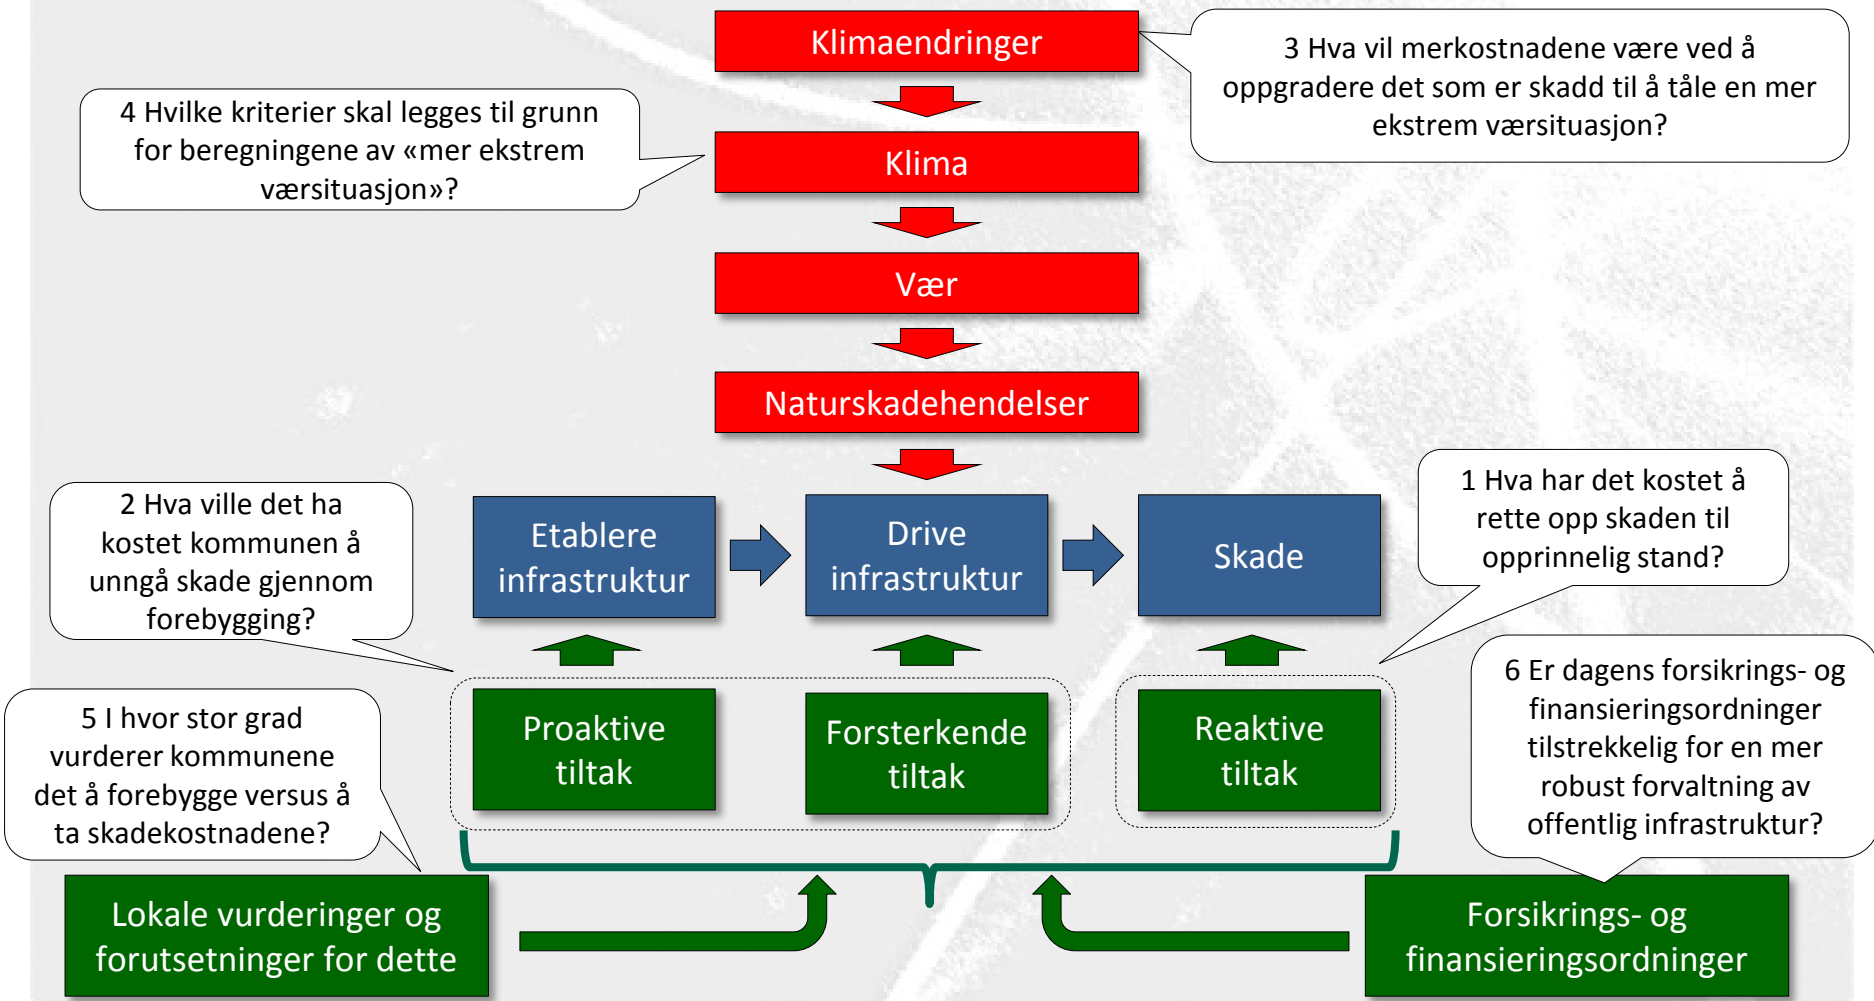 Klimaendringer
3 Hva vil merkostnadene være ved å
oppgradere det som er skadd til å tåle en mer
ekstrem værsituasjon?
4 Hvilke kriterier skal legges til grunn
for beregningene av «mer ekstrem
værsituasjon»?
Klima
Vær
Naturskadehendelser
2 Hva ville det ha
kostet kommunen å
unngå skade gjennom
forebygging?
Etablere
infrastruktur
Drive
infrastruktur
Skade
1 Hva har det kostet å
rette opp skaden til
opprinnelig stand?
5 I hvor stor grad
vurderer kommunene
det å forebygge versus å
ta skadekostnadene?
Proaktive
tiltak
Forsterkende
tiltak
Reaktive
tiltak
6 Er dagens forsikrings- og
finansieringsordninger
tilstrekkelig for en mer
robust forvaltning av
offentlig infrastruktur?
Lokale vurderinger og
forutsetninger for dette
Forsikrings- og
finansieringsordninger